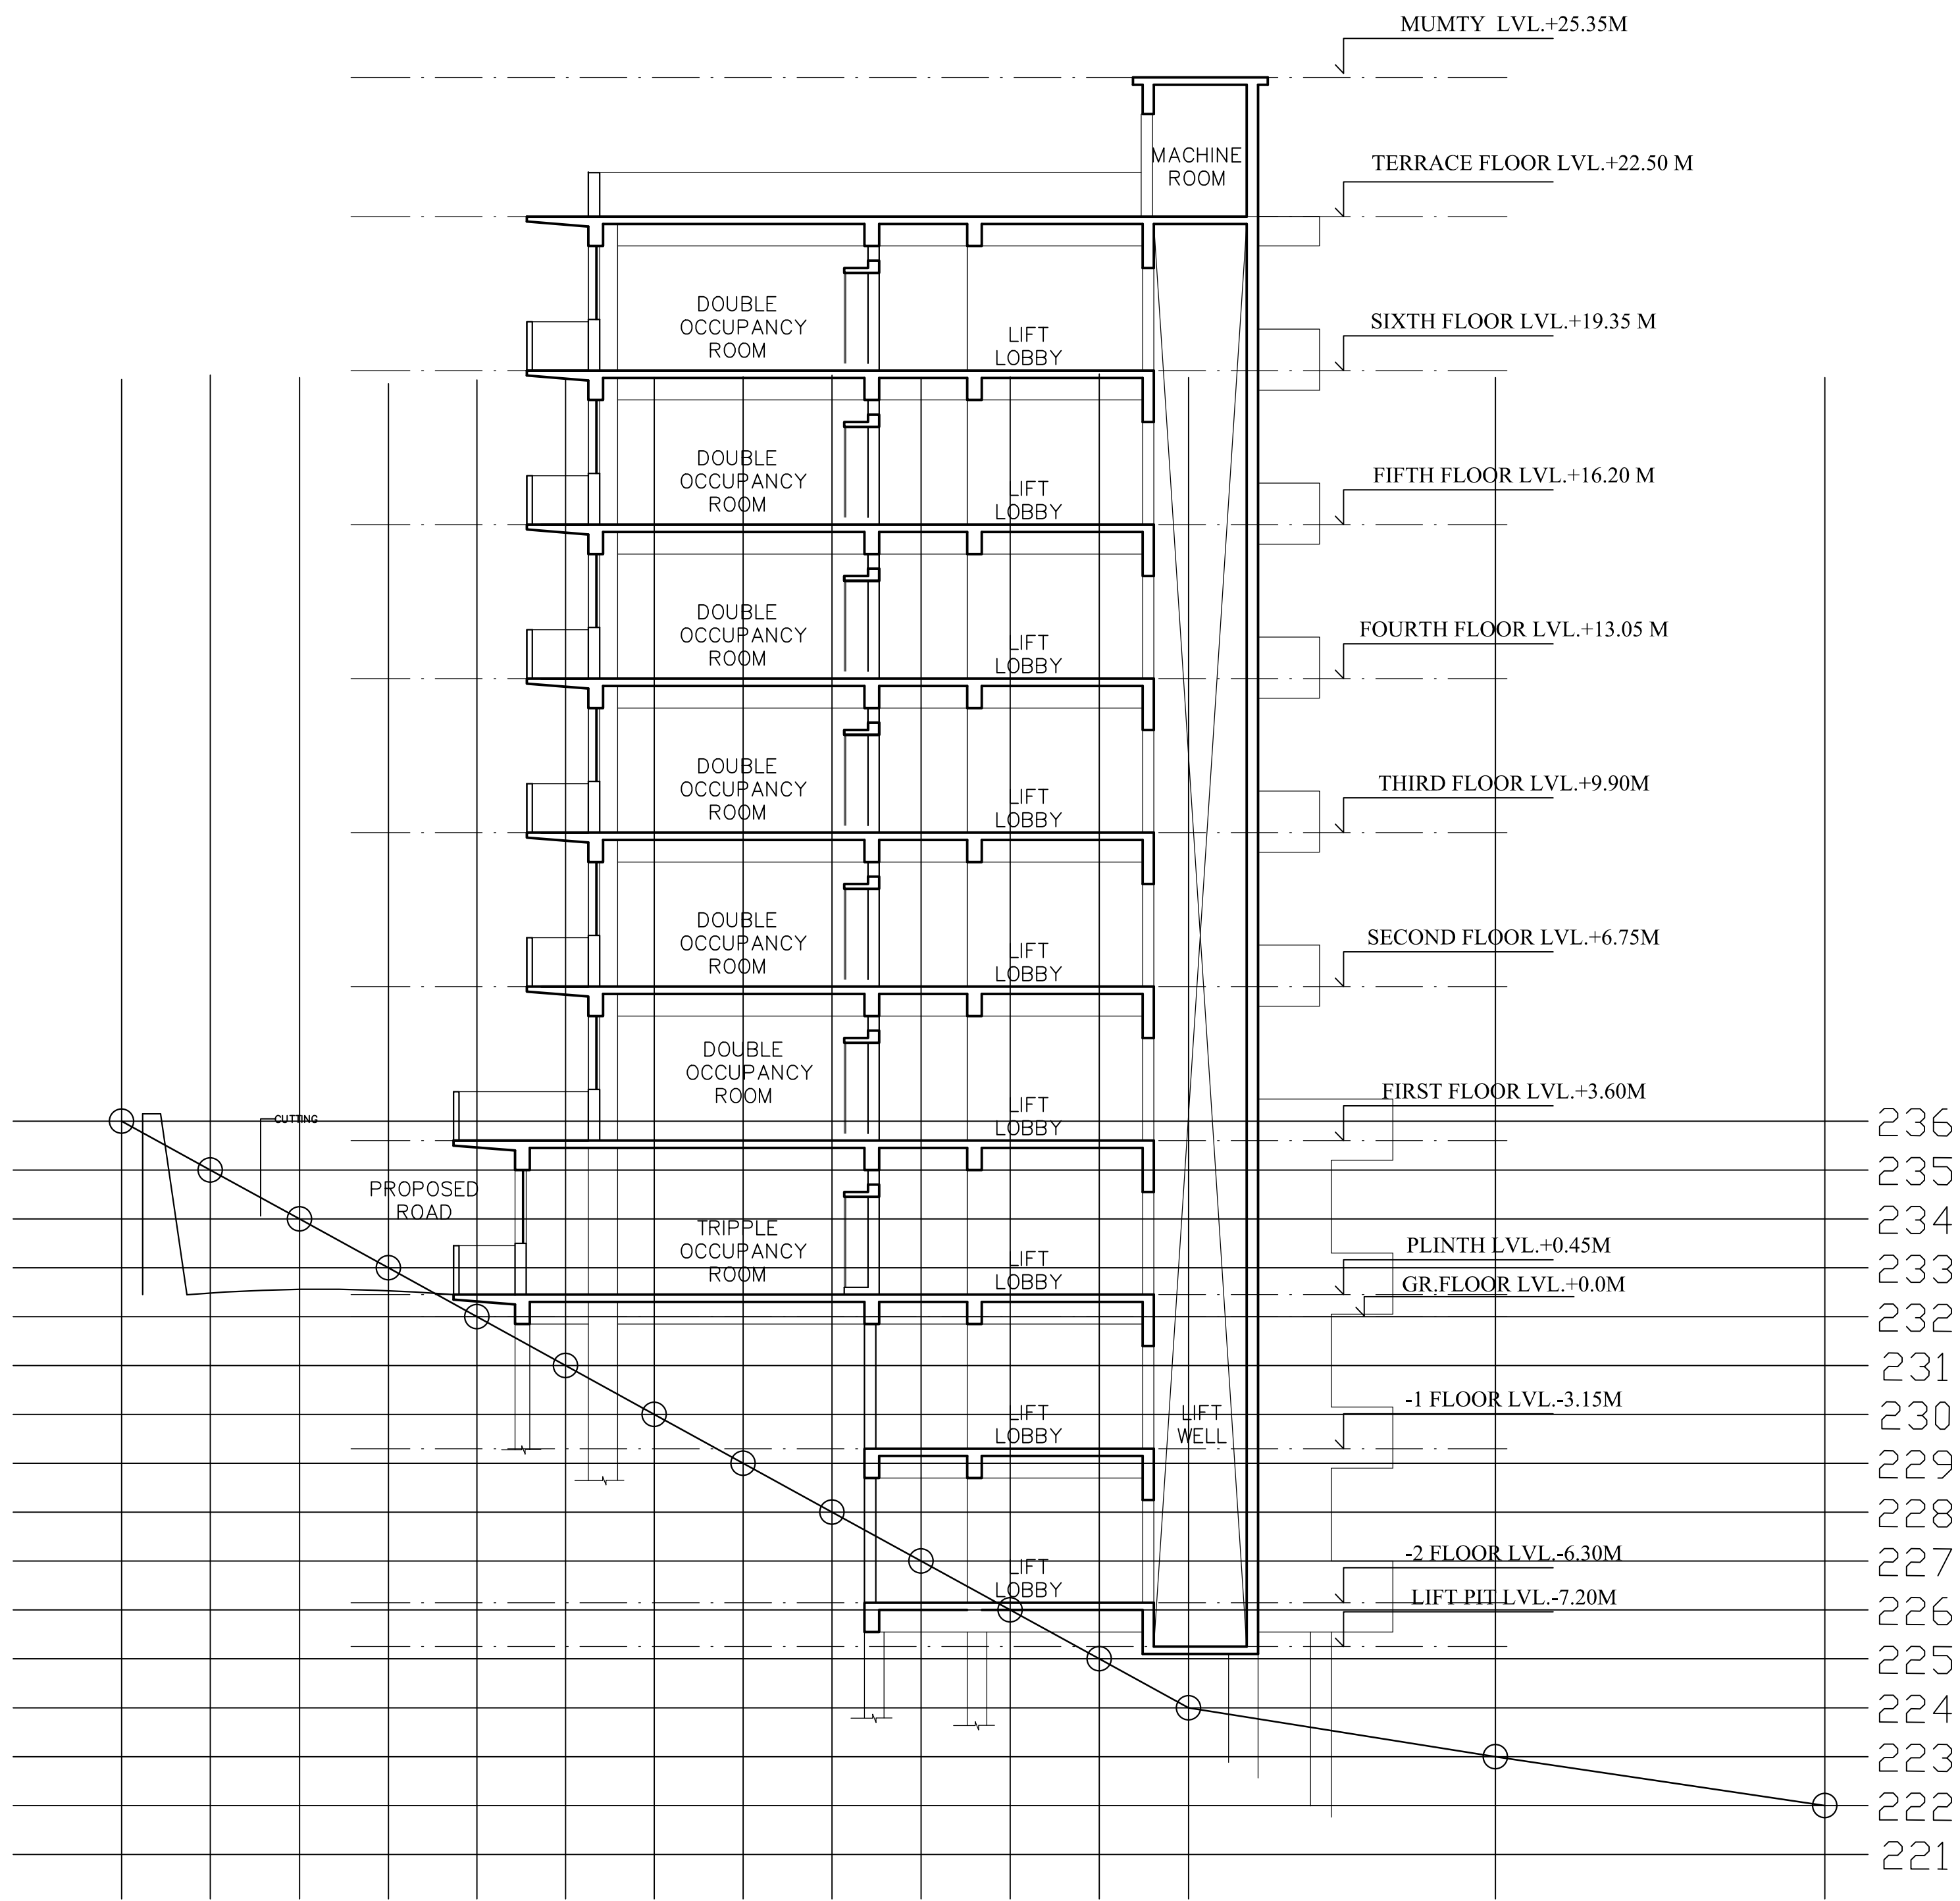 MUMTY LVL.+25.35M
MACHINE
ROOM
TERRACE FLOOR LVL.+22.50 M
DOUBLE
OCCUPANCY
ROOM
LIFT
LOBBY
SIXTH FLOOR LVL.+19.35 M
DOUBLE
OCCUPANCY
ROOM
LIFT
LOBBY
FIFTH FLOOR LVL.+16.20 M
DOUBLE
OCCUPANCY
ROOM
LIFT
LOBBY
FOURTH FLOOR LVL.+13.05 M
DOUBLE
OCCUPANCY
ROOM
LIFT
LOBBY
THIRD FLOOR LVL.+9.90M
DOUBLE
OCCUPANCY
ROOM
LIFT
LOBBY
SECOND FLOOR LVL.+6.75M
DOUBLE
OCCUPANCY
ROOM
LIFT
LOBBY
FIRST FLOOR LVL.+3.60M
CUTTING
236
235
PROPOSED
ROAD
234
TRIPPLE
OCCUPANCY
ROOM
LIFT
LOBBY
PLINTH LVL.+0.45M
233
GR.FLOOR LVL.+0.0M
232
231
LIFT
LOBBY
LIFT
WELL
-1 FLOOR LVL.-3.15M
230
229
228
LIFT
LOBBY
-2 FLOOR LVL.-6.30M
227
LIFT PIT LVL.-7.20M
226
225
224
223
222
221